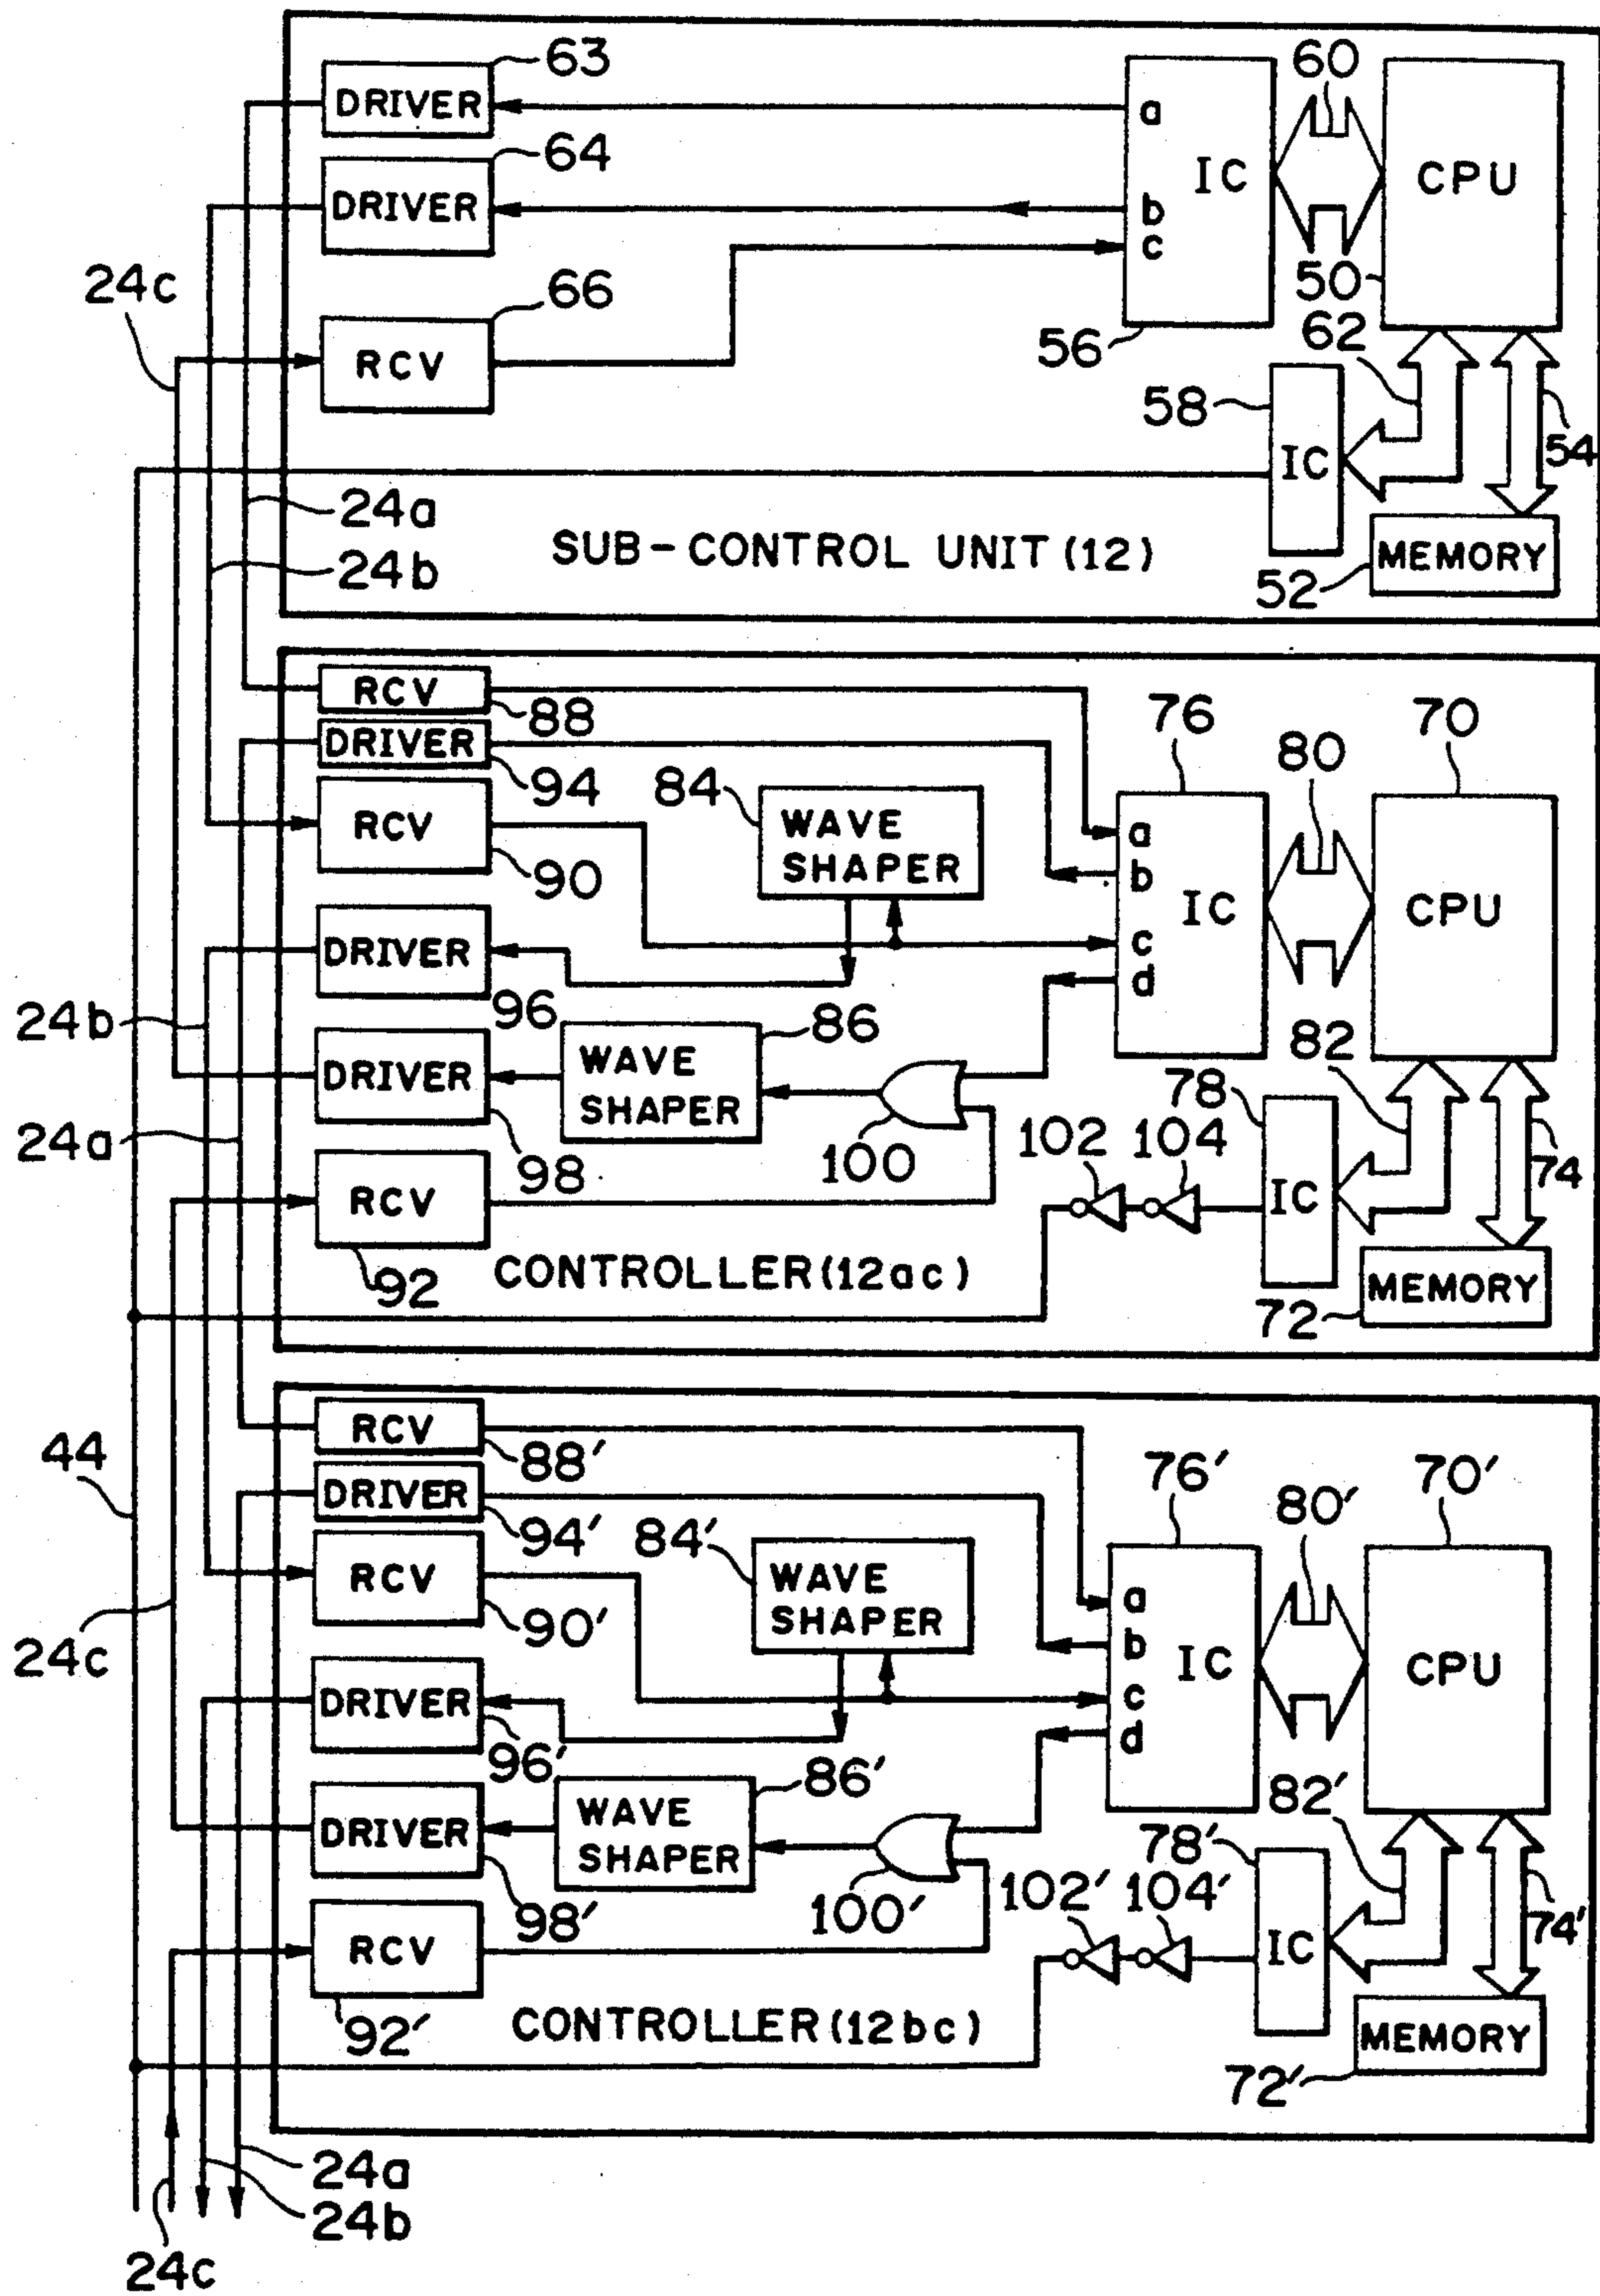 63
DRIVER
a
60
64
DRIVER
IC
CPU
b
c
24c
66
50
RCV
56
62
58
IC
54
24a
SUB-CONTROL UNIT(12)
24b
MEMORY
52
RCV
88
76
70
DRIVER
94
84
80
RCV
WAVE
SHAPER
a
90
b
IC
CPU
DRIVER
c
d
24b
96
86
82
DRIVER
WAVE
SHAPER
78
24a
98
100
102
104
74
RCV
IC
92
CONTROLLER(12ac)
MEMORY
72
RCV
44
88'
76'
70'
DRIVER
94'
84'
80'
RCV
WAVE
SHAPER
a
90'
b
IC
CPU
24c
DRIVER
c
d
96'
86'
82'
DRIVER
WAVE
SHAPER
78'
98'
100'
102'
104'
74'
RCV
IC
92'
CONTROLLER(12bc)
MEMORY
72'
24a
24b
24c